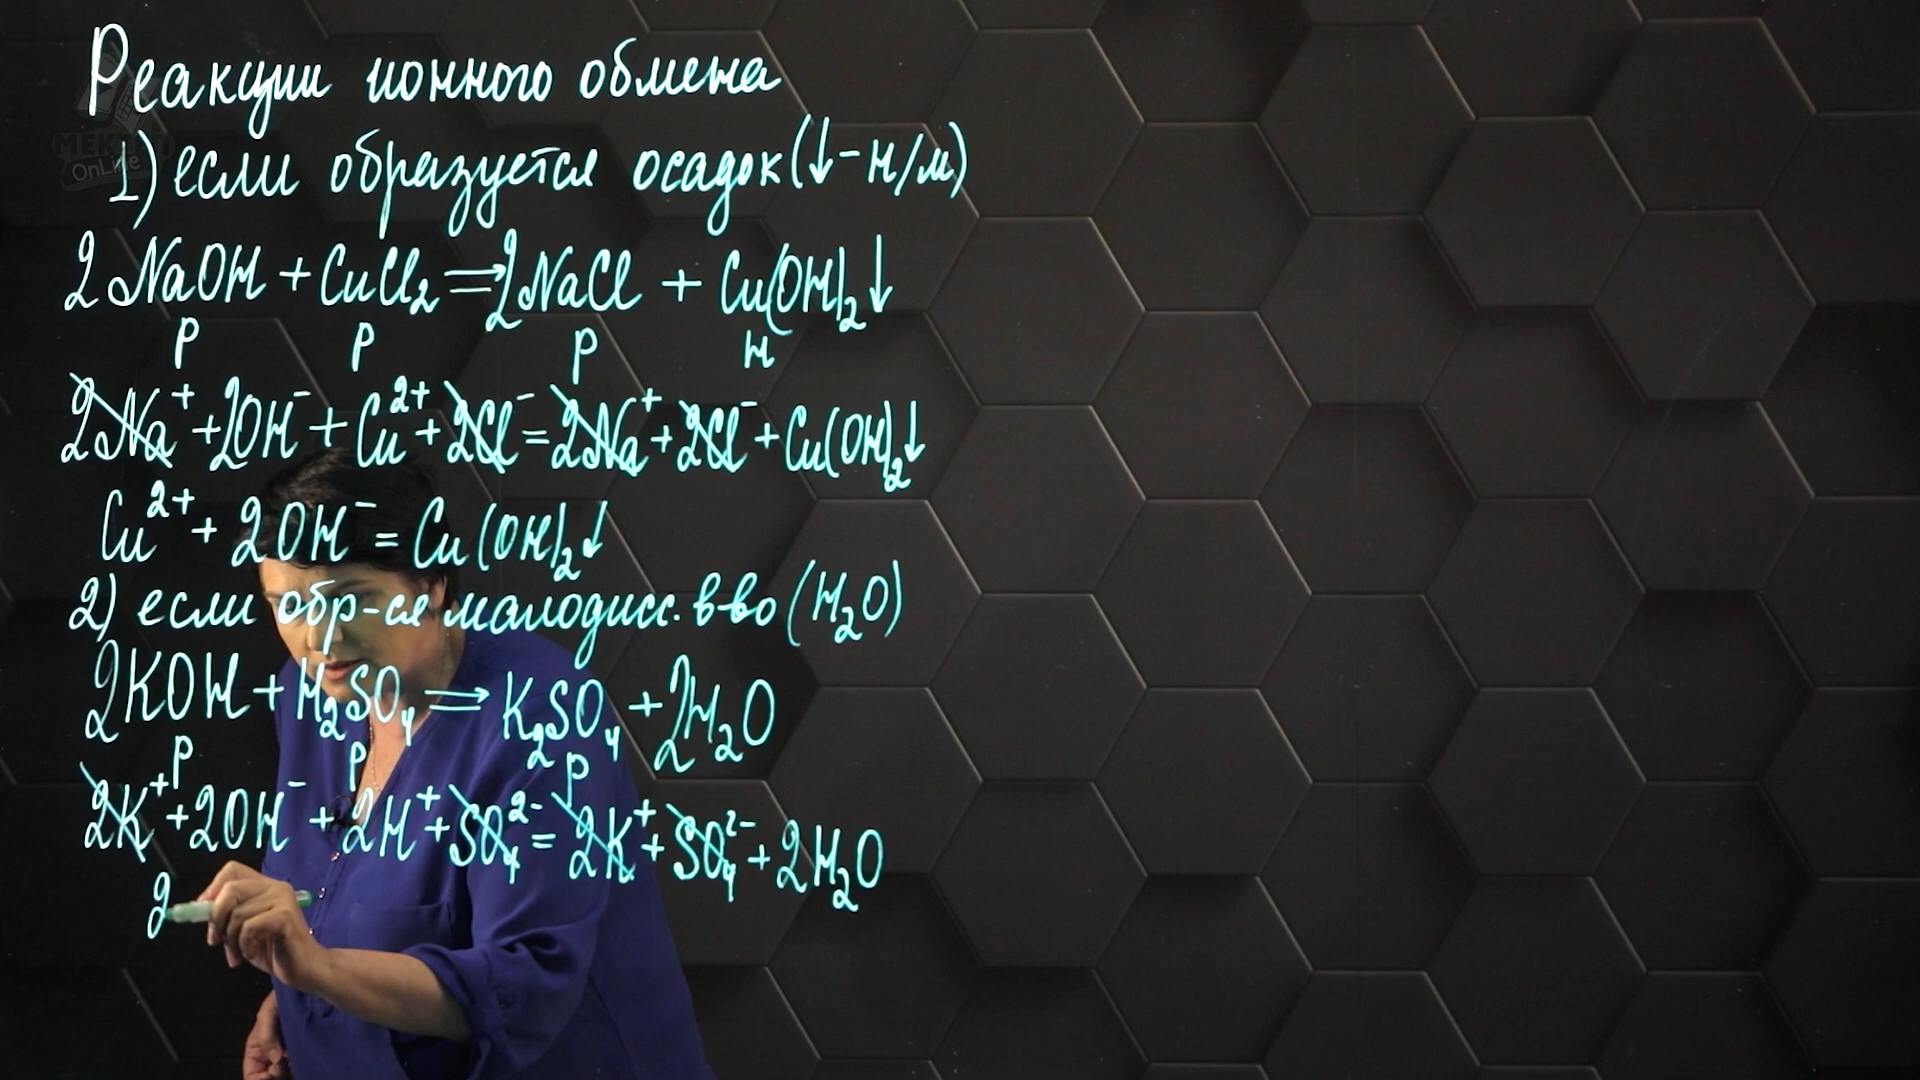 Реакции ионного обмена
1) если образуется осадок (↓ - н/м)
2NaOH + CuCl₂ ⇒ 2NaCl + Cu(OH)₂↓
р р р н
2Na⁺ + 2OH⁻ + Cu²⁺ + 2Cl⁻ = 2Na⁺ + 2Cl⁻ + Cu(OH)₂↓
Cu²⁺ + 2OH⁻ = Cu(OH)₂↓
2) если обр-ся малодисс. в-во (H₂O)
2KOH + H₂SO₄ ⇒ K₂SO₄ + 2H₂O
р р р
2K⁺ + 2OH⁻ + 2H⁺ + SO₄²⁻ = 2K⁺ + SO₄²⁻ + 2H₂O
2
OnLine